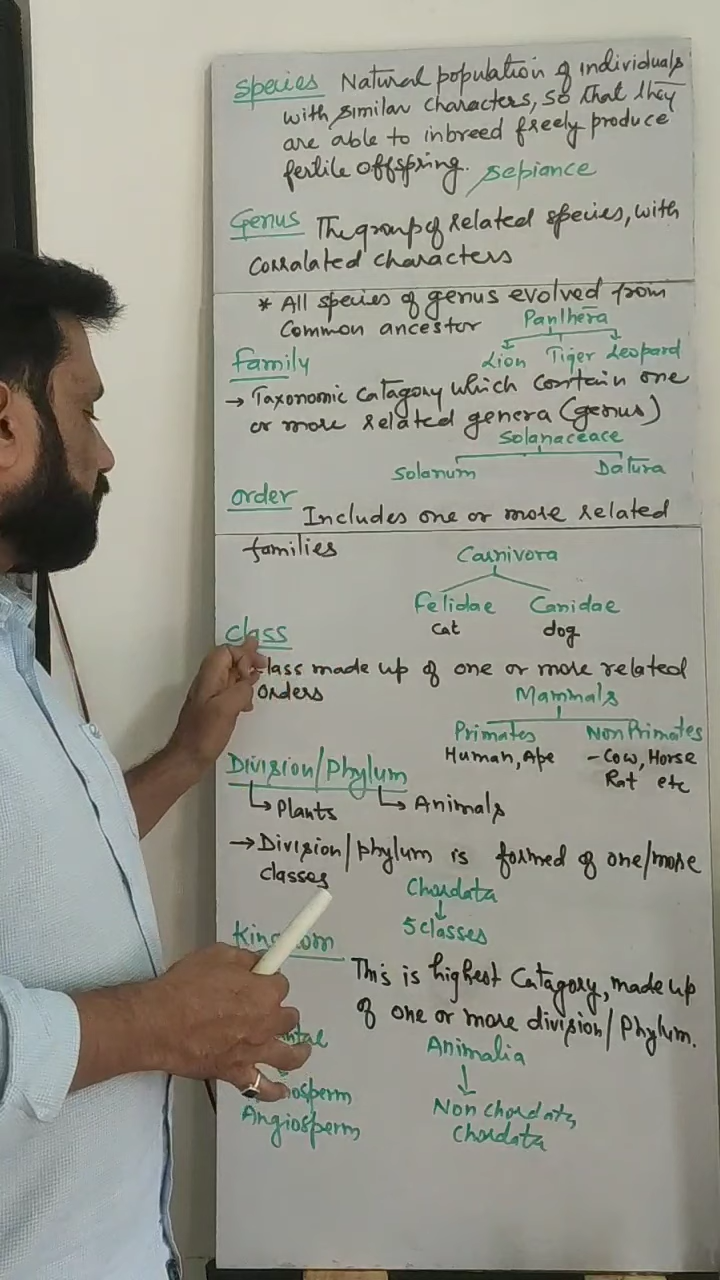 Species Natural population of individuals
with similar characters, so that they
are able to inbreed freely produce
fertile offspring. sepiance
Genus The group of related species, with
Corralated characters
* All species of genus evolved from
Common ancestor Panthera
Lion Tiger Leopard
family
→ Taxonomic Catagory which contain one
or more related genera (genus)
Solanaceace
Solanum Datura
order Includes one or more related
families Carnivora
Felidae Canidae
Cat dog
class
lass made up of one or more related
orders Mammals
Primates Non Primates
Human, Ape - Cow, Horse
Rat etc
Division/Phylum
Plants Animals
→ Division/Phylum is formed of one/more
classes Chordata
5 classes
This is highest Catagory, made up
of one or more division/Phylum.
Animalia
Non chordata,
Angiosperm Chordata